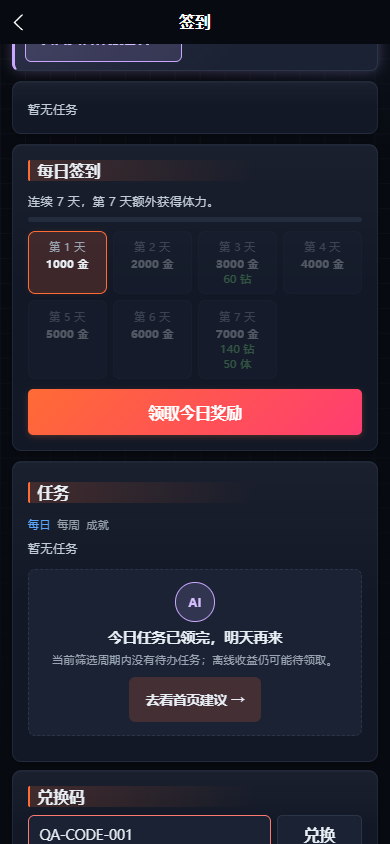 签到
暂无任务
每日签到
连续 7 天，第 7 天额外获得体力。
第 1 天
1000 金
第 2 天
2000 金
第 3 天
3000 金
60 钻
第 4 天
4000 金
第 5 天
5000 金
第 6 天
6000 金
第 7 天
7000 金
140 钻
50 体
领取今日奖励
任务
每日 每周 成就
暂无任务
AI
今日任务已领完，明天再来
当前筛选周期内没有待办任务；离线收益仍可能待领取。
去看首页建议 →
兑换码
QA-CODE-001
兑换